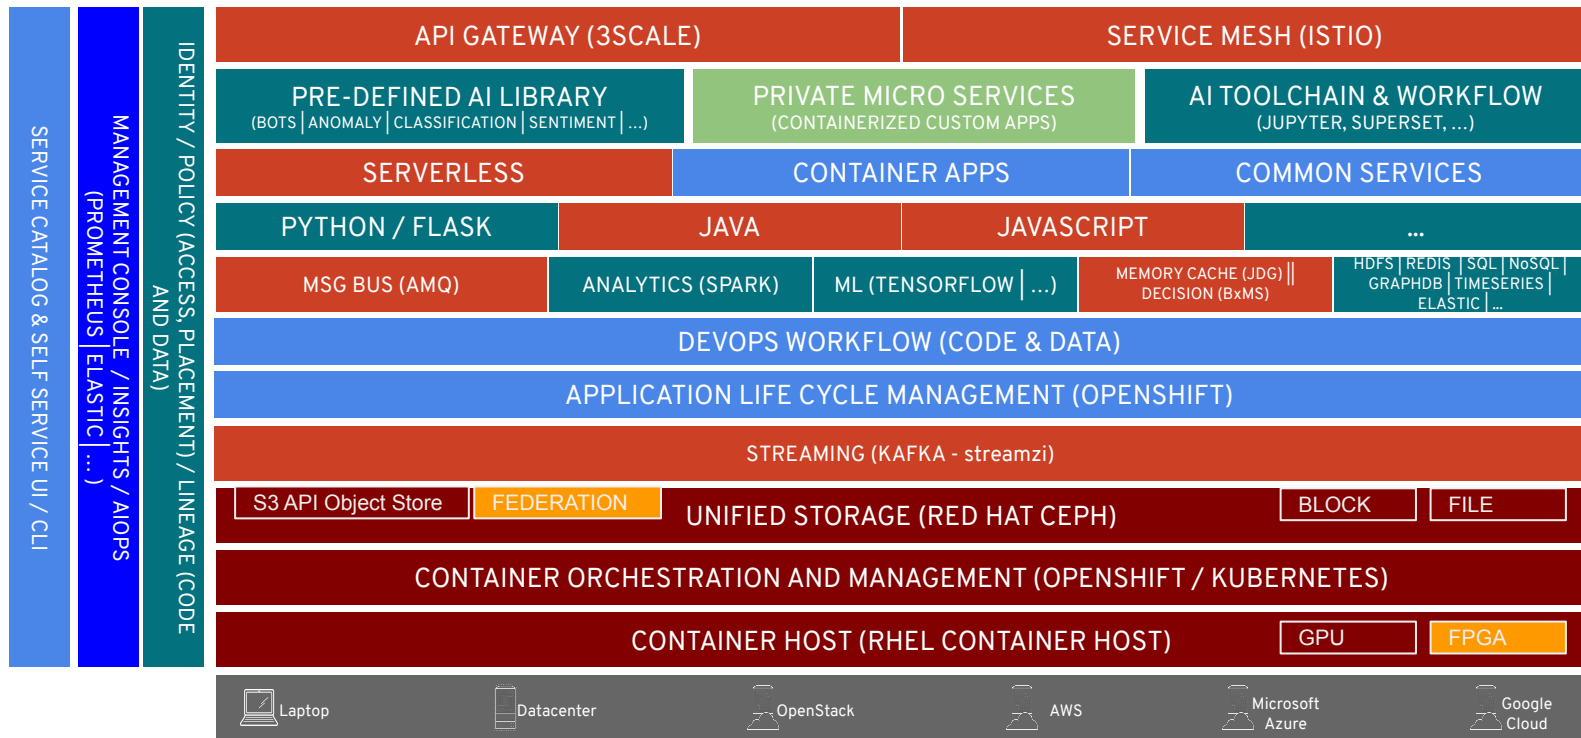 SERVICE CATALOG & SELF SERVICE UI / CLI
MANAGEMENT CONSOLE / INSIGHTS / AIOPS
(PROMETHEUS | ELASTIC | ...)
IDENTITY / POLICY (ACCESS, PLACEMENT) / LINEAGE (CODE
AND DATA)
API GATEWAY (3SCALE)
SERVICE MESH (ISTIO)
PRE-DEFINED AI LIBRARY
(BOTS | ANOMALY | CLASSIFICATION | SENTIMENT | ...)
PRIVATE MICRO SERVICES
(CONTAINERIZED CUSTOM APPS)
AI TOOLCHAIN & WORKFLOW
(JUPYTER, SUPERSET, ...)
SERVERLESS
CONTAINER APPS
COMMON SERVICES
PYTHON / FLASK
JAVA
JAVASCRIPT
...
MSG BUS (AMQ)
ANALYTICS (SPARK)
ML (TENSORFLOW | ...)
MEMORY CACHE (JDG) ||
DECISION (BxMS)
HDFS | REDIS | SQL | NoSQL |
GRAPHDB | TIMESERIES |
ELASTIC | ...
DEVOPS WORKFLOW (CODE & DATA)
APPLICATION LIFE CYCLE MANAGEMENT (OPENSHIFT)
STREAMING (KAFKA - streamzi)
S3 API Object Store
FEDERATION
UNIFIED STORAGE (RED HAT CEPH)
BLOCK
FILE
CONTAINER ORCHESTRATION AND MANAGEMENT (OPENSHIFT / KUBERNETES)
CONTAINER HOST (RHEL CONTAINER HOST)
GPU
FPGA
Laptop
Datacenter
OpenStack
AWS
Microsoft
Azure
Google
Cloud